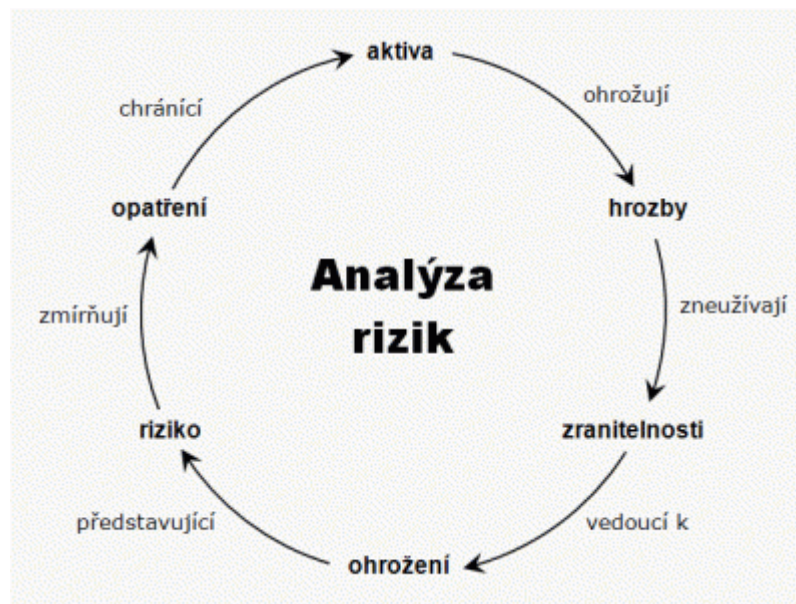 aktiva
ohrožují
hrozby
zneužívají
zranitelnosti
vedoucí k
ohrožení
představující
riziko
zmírňují
opatření
chránící
Analýza
rizik